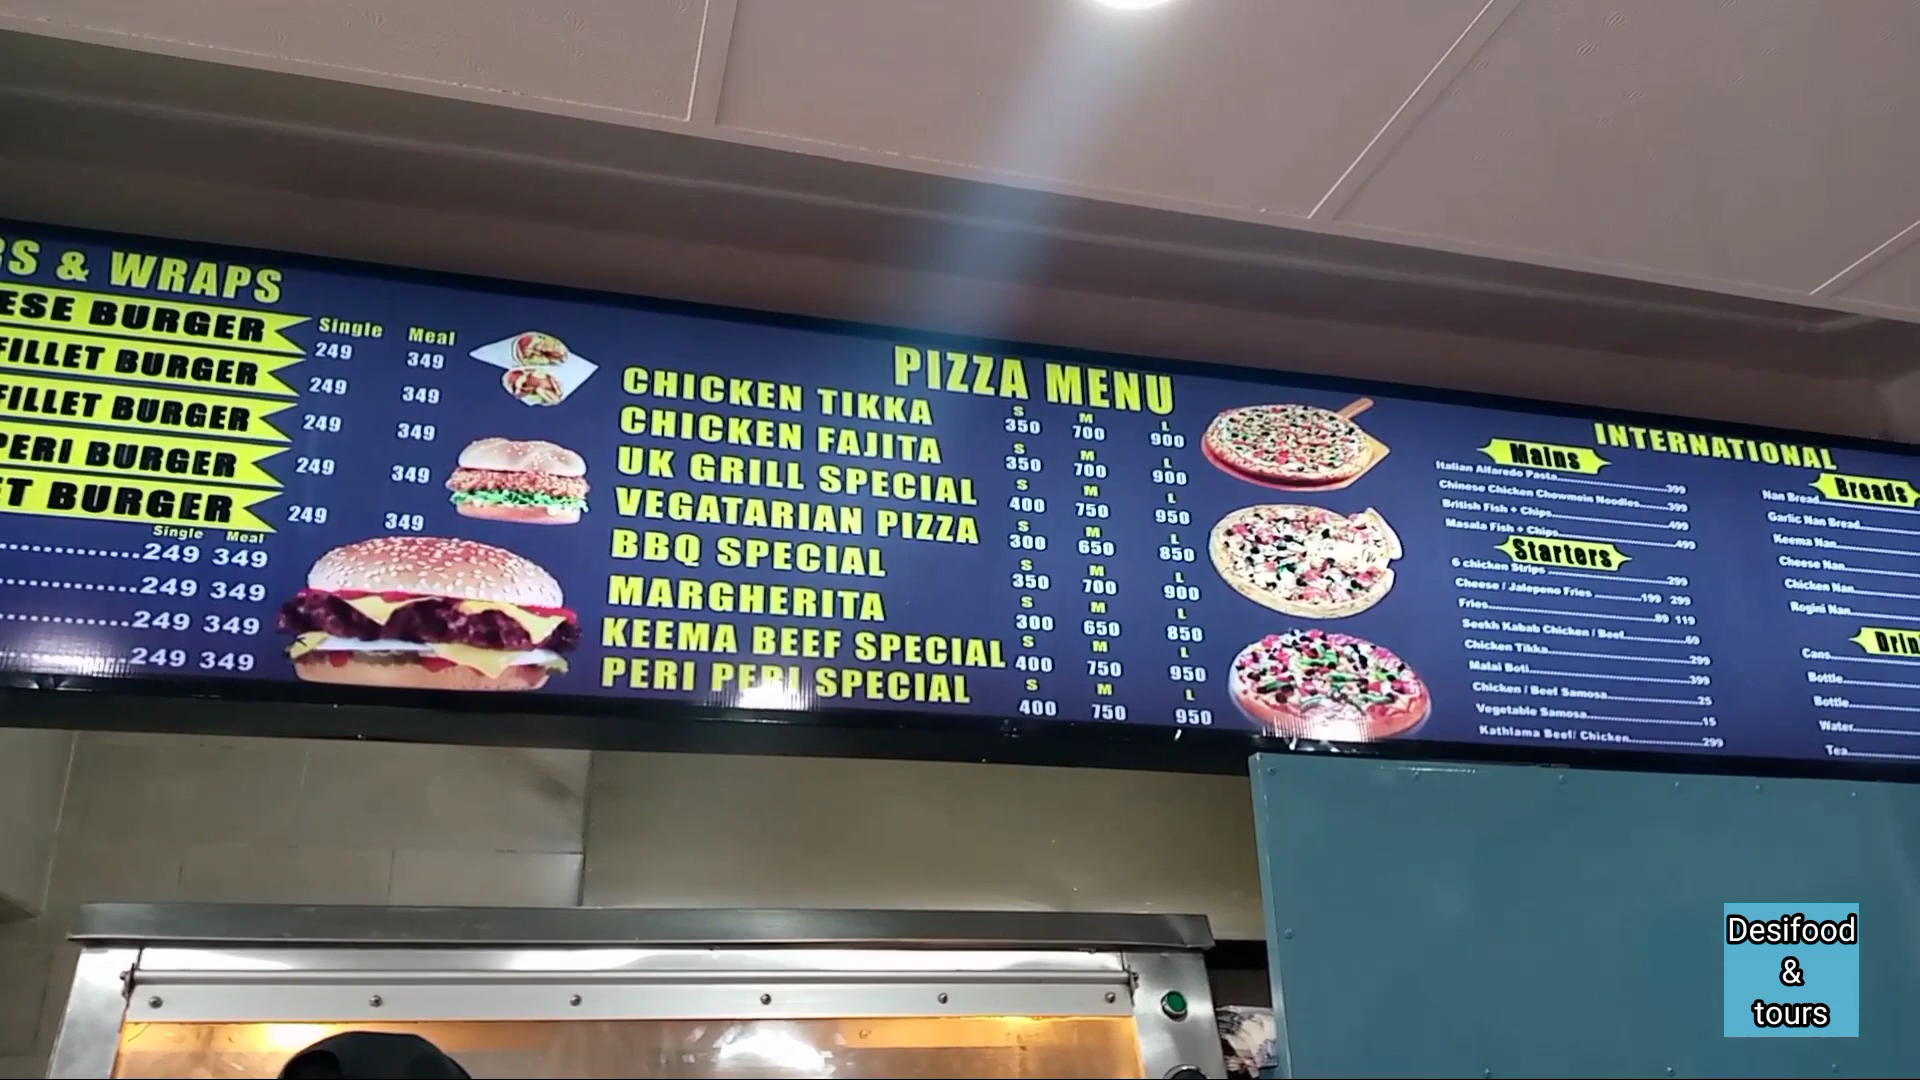 RS & WRAPS
Single Meal
ESE BURGER 249 349
FILLET BURGER 249 349
FILLET BURGER 249 349
PERI BURGER 249 349
ET BURGER 249 349
Single Meal
249 349
249 349
249 349
249 349
PIZZA MENU
CHICKEN TIKKA S 350 M 700 L 900
CHICKEN FAJITA S 350 M 700 L 900
UK GRILL SPECIAL S 400 M 750 L 950
VEGATARIAN PIZZA S 300 M 650 L 850
BBQ SPECIAL S 350 M 700 L 900
MARGHERITA S 300 M 650 L 850
KEEMA BEEF SPECIAL S 400 M 750 L 950
PERI PERI SPECIAL S 400 M 750 L 950
INTERNATIONAL
Mains
Italian Alfaredo Pasta 399
Chinese Chicken Chowmein Noodles 399
British Fish + Chips 499
Masala Fish + Chips 499
Starters
6 chicken Strips 299
Cheese / Jalepeno Fries 199 299
Fries 89 119
Seekh Kabab Chicken / Beef 69
Chicken Tikka 299
Malai Boti 399
Chicken / Beef Samosa 25
Vegetable Samosa 15
Kathlama Beef/ Chicken 299
Breads
Nan Bread
Garlic Nan Bread
Keema Nan
Cheese Nan
Chicken Nan
Rogini Nan
Drin
Cans
Bottle
Bottle
Water
Tea
Desifood
&
tours